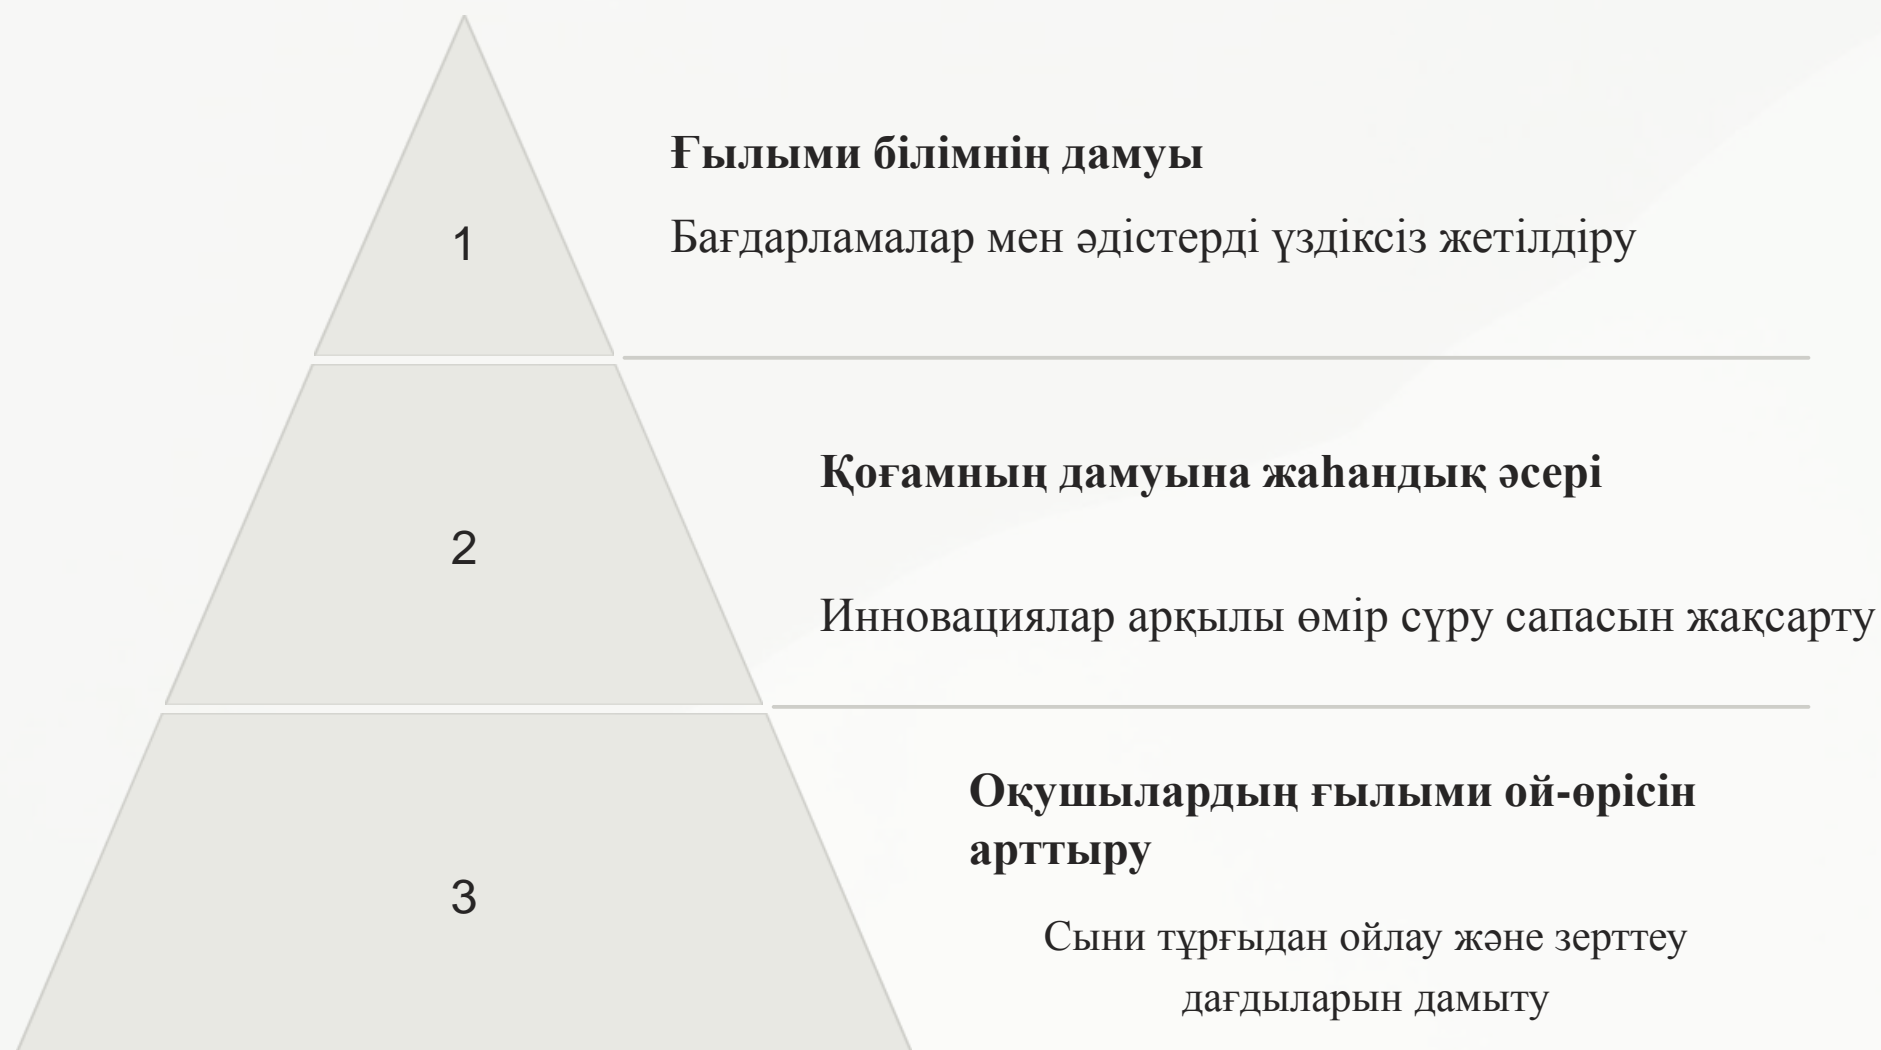 1
Ғылыми білімнің дамуы
Бағдарламалар мен әдістерді үздіксіз жетілдіру
2
Қоғамның дамуына жаһандық әсері
Инновациялар арқылы өмір сүру сапасын жақсарту
3
Оқушылардың ғылыми ой-өрісін
арттыру
Сыни тұрғыдан ойлау және зерттеу
дағдыларын дамыту